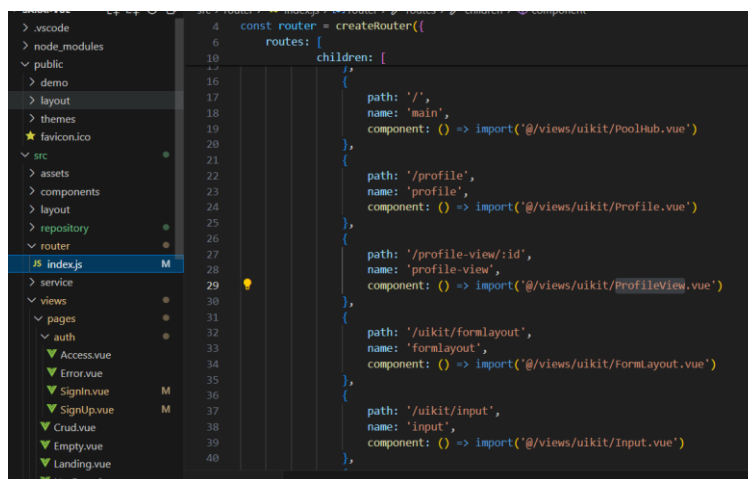 > .vscode
> node_modules
v public
> demo
> layout
> themes
favicon.ico
v src
> assets
> components
> layout
> repository
v router
JS index.js M
> service
v views
v pages
v auth
Access.vue
Error.vue
SignIn.vue M
SignUp.vue M
Crud.vue
Empty.vue
Landing.vue
4 const router = createRouter({
6 routes: [
10 children: [
15 },
16 {
17 path: '/',
18 name: 'main',
19 component: () => import('@/views/uikit/PoolHub.vue')
20 },
21 {
22 path: '/profile',
23 name: 'profile',
24 component: () => import('@/views/uikit/Profile.vue')
25 },
26 {
27 path: '/profile-view/:id',
28 name: 'profile-view',
29 component: () => import('@/views/uikit/ProfileView.vue')
30 },
31 {
32 path: '/uikit/formlayout',
33 name: 'formlayout',
34 component: () => import('@/views/uikit/FormLayout.vue')
35 },
36 {
37 path: '/uikit/input',
38 name: 'input',
39 component: () => import('@/views/uikit/Input.vue')
40 },